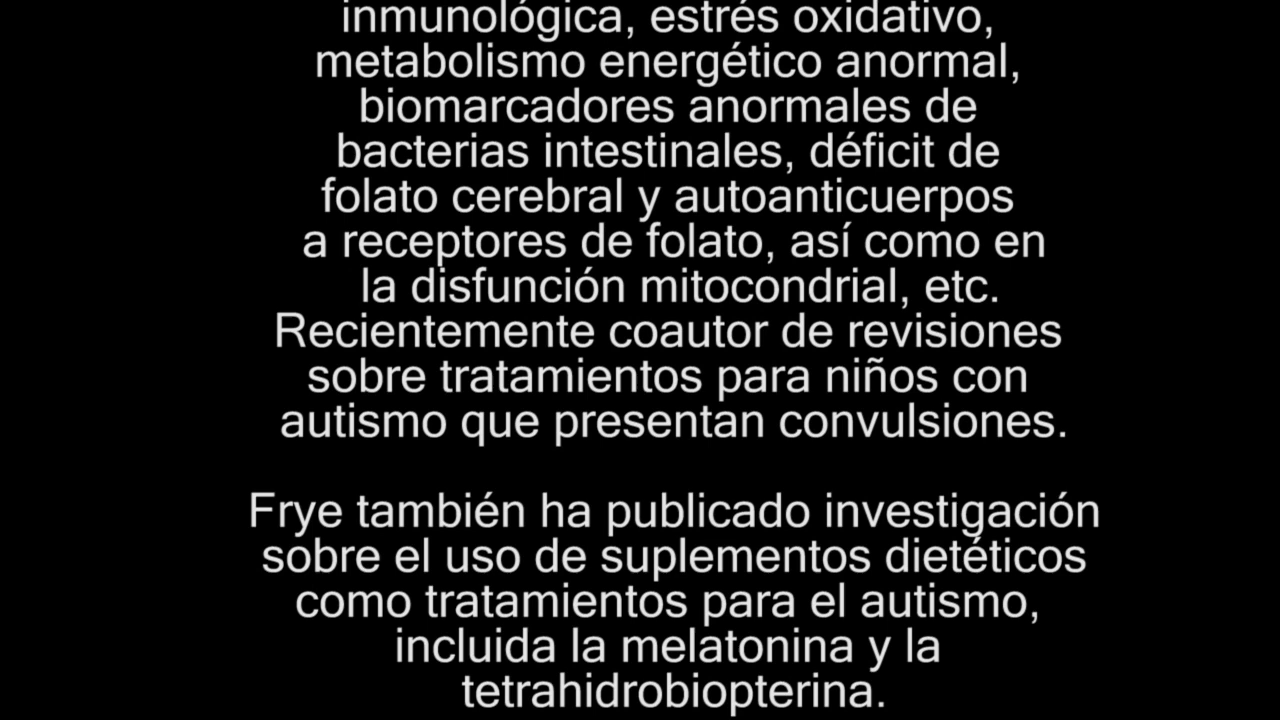 inmunológica, estrés oxidativo,
metabolismo energético anormal,
biomarcadores anormales de
bacterias intestinales, déficit de
folato cerebral y autoanticuerpos
a receptores de folato, así como en
la disfunción mitocondrial, etc.
Recientemente coautor de revisiones
sobre tratamientos para niños con
autismo que presentan convulsiones.
Frye también ha publicado investigación
sobre el uso de suplementos dietéticos
como tratamientos para el autismo,
incluida la melatonina y la
tetrahidrobiopterina.